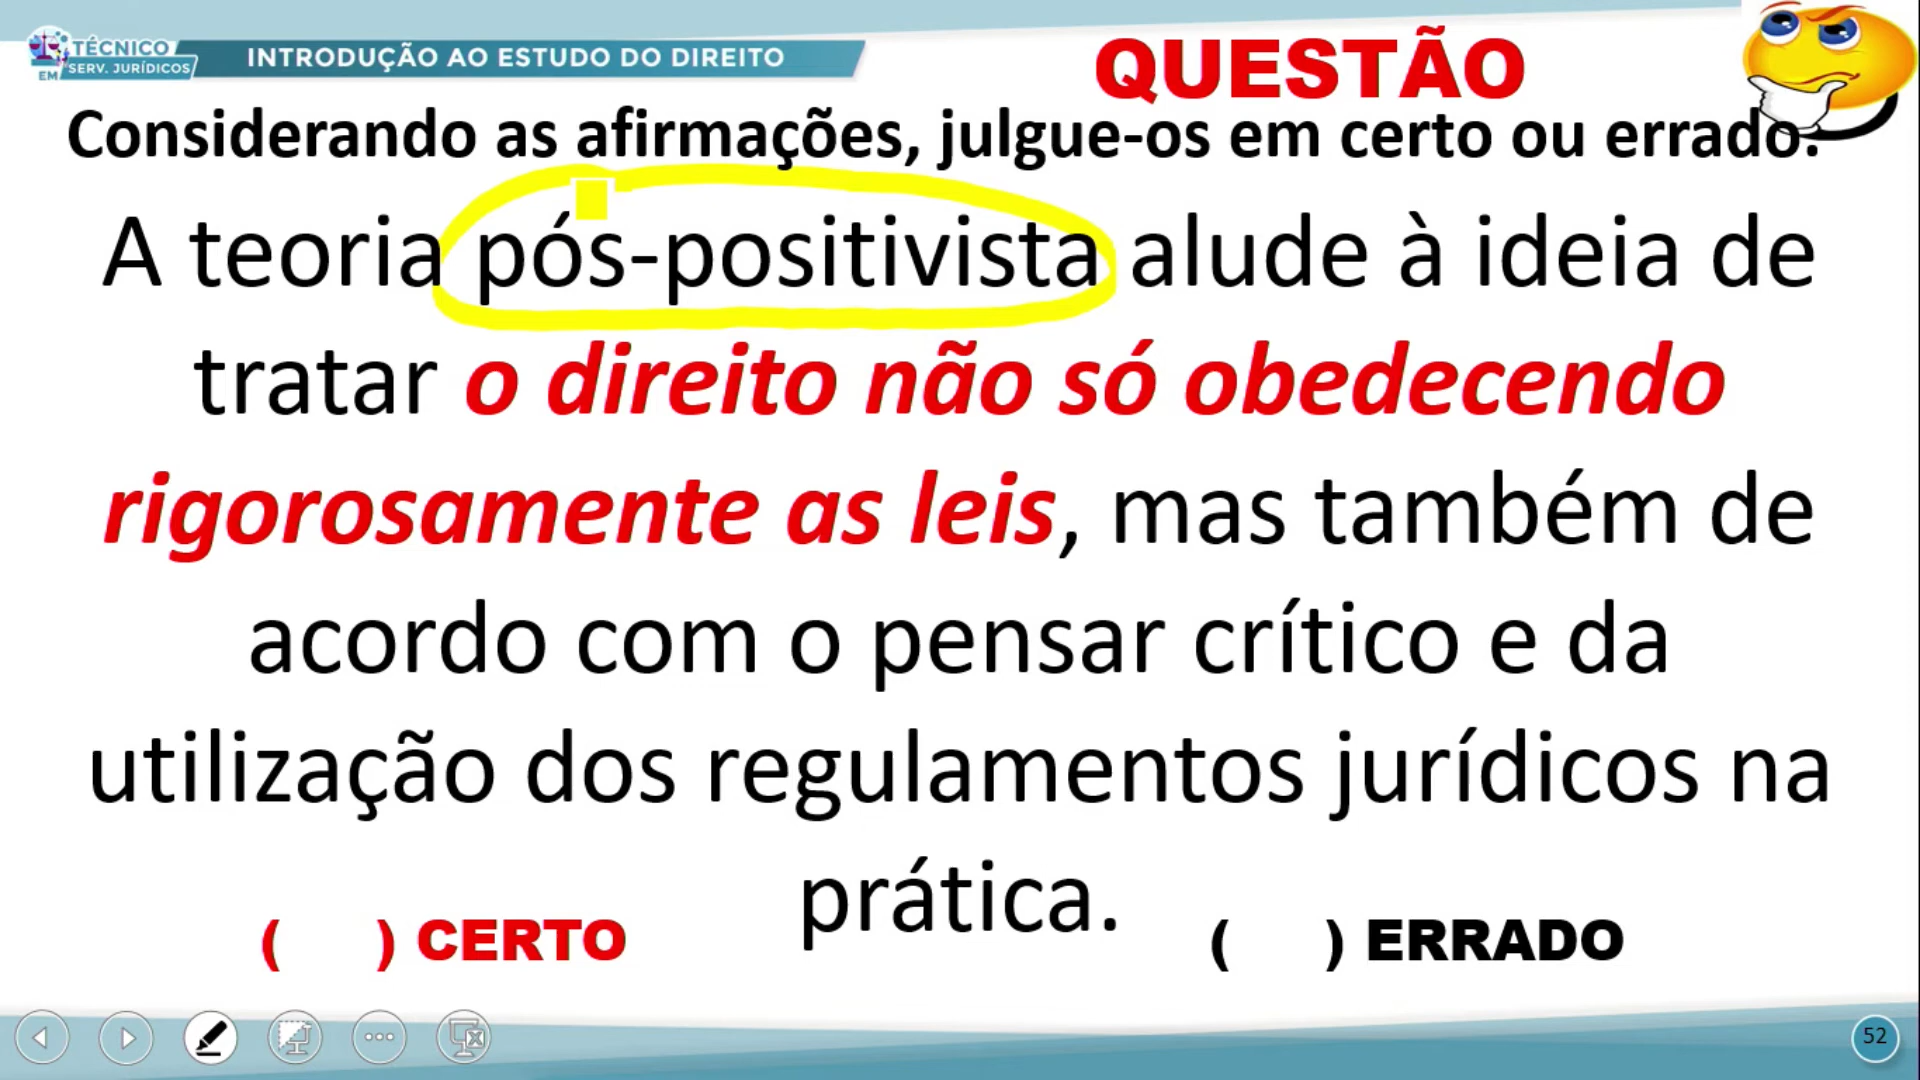 TÉCNICO
EM SERV. JURÍDICOS
INTRODUÇÃO AO ESTUDO DO DIREITO
QUESTÃO
Considerando as afirmações, julgue-os em certo ou errado.
A teoria pós-positivista alude à ideia de
tratar o direito não só obedecendo
rigorosamente as leis, mas também de
acordo com o pensar crítico e da
utilização dos regulamentos jurídicos na
prática.
( ) CERTO ( ) ERRADO
52